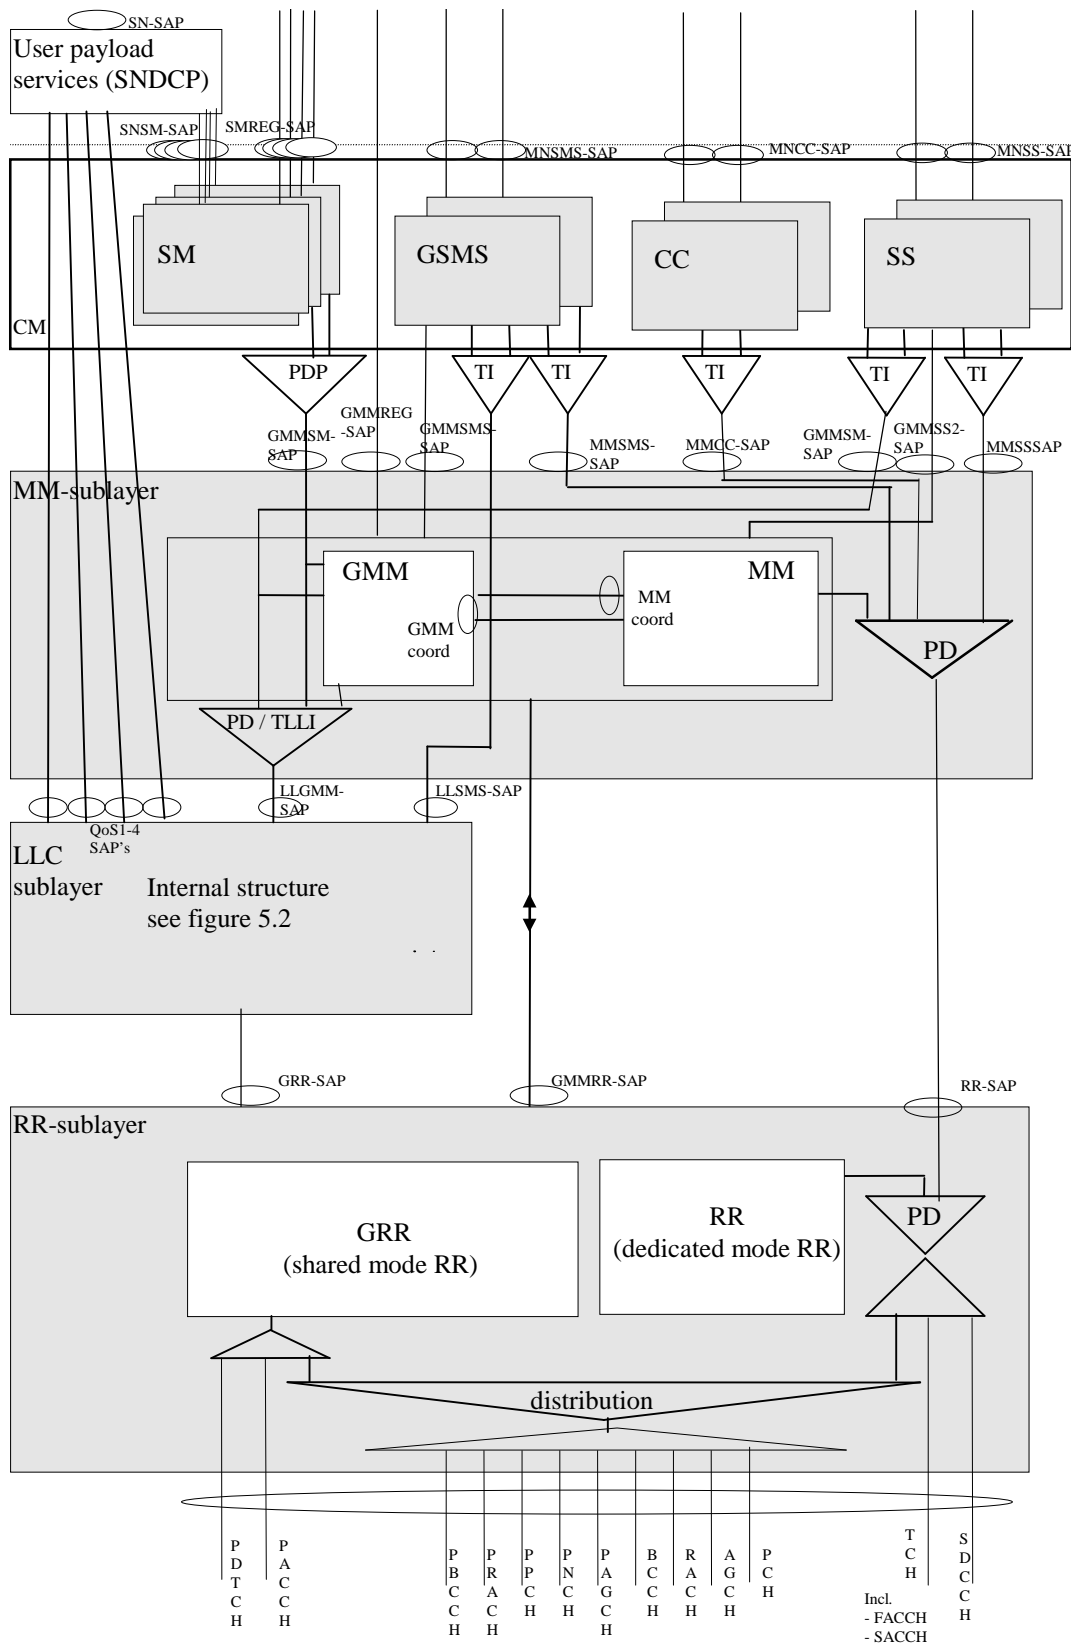 SN-SAP
User payload
services (SNDCP)
SNSM-SAP
SMREG-SAP
MNSMS-SAP
MNCC-SAP
MNSS-SAP
SM
GSMS
CC
SS
CM
PDP
TI
TI
TI
TI
TI
GMMSM-
SAP
GMMREG
-SAP
GMMSMS-
SAP
MMSMS-
SAP
MMCC-SAP
GMMSM-
SAP
GMMSS2-
SAP
MMSSSAP
MM-sublayer
GMM
GMM
coord
MM
MM
coord
PD
PD / TLLI
LLGMM-
SAP
LLSMS-SAP
QoS1-4
SAP's
LLC
sublayer
Internal structure
see figure 5.2
GRR-SAP
GMMRR-SAP
RR-SAP
RR-sublayer
GRR
(shared mode RR)
RR
(dedicated mode RR)
PD
distribution
PDTCH
PACCH
PBCCH
PRACH
PPCH
PNCH
PAGCH
BCCH
RACH
AGCH
PCH
TCH
Incl.
- FACCH
- SACCH
SDCCH